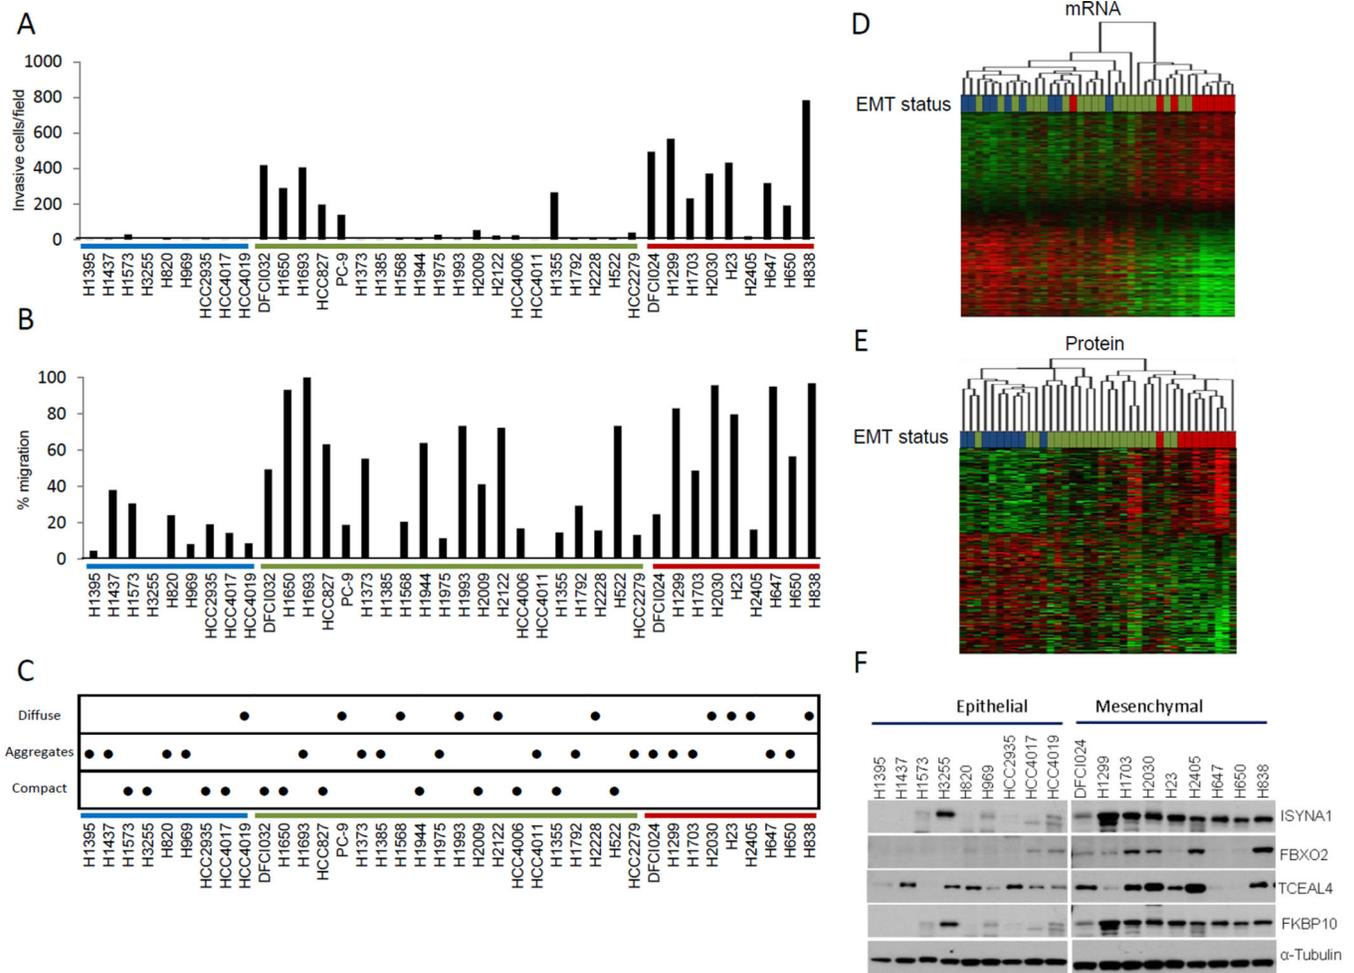 A
1000
800
600
400
200
0
Invasive cells/field
H1395
H1437
H1573
H3255
H820
H969
HCC2935
HCC4017
HCC4019
DFCI032
H1650
H1693
HCC827
PC-9
H1373
H1385
H1568
H1944
H1975
H1993
H2009
H2122
HCC4006
HCC4011
H1355
H1792
H2228
H522
HCC2279
DFCI024
H1299
H1703
H2030
H23
H2405
H647
H650
H838
B
100
80
60
40
20
0
% migration
H1395
H1437
H1573
H3255
H820
H969
HCC2935
HCC4017
HCC4019
DFCI032
H1650
H1693
HCC827
PC-9
H1373
H1385
H1568
H1944
H1975
H1993
H2009
H2122
HCC4006
HCC4011
H1355
H1792
H2228
H522
HCC2279
DFCI024
H1299
H1703
H2030
H23
H2405
H647
H650
H838
C
Diffuse
Aggregates
Compact
H1395
H1437
H1573
H3255
H820
H969
HCC2935
HCC4017
HCC4019
DFCI032
H1650
H1693
HCC827
PC-9
H1373
H1385
H1568
H1944
H1975
H1993
H2009
H2122
HCC4006
HCC4011
H1355
H1792
H2228
H522
HCC2279
DFCI024
H1299
H1703
H2030
H23
H2405
H647
H650
H838
D
mRNA
EMT status
E
Protein
EMT status
F
Epithelial
Mesenchymal
H1395
H1437
H1573
H3255
H820
H969
HCC2935
HCC4017
HCC4019
DFCI024
H1299
H1703
H2030
H23
H2405
H647
H650
H838
ISYNA1
FBXO2
TCEAL4
FKBP10
α-Tubulin